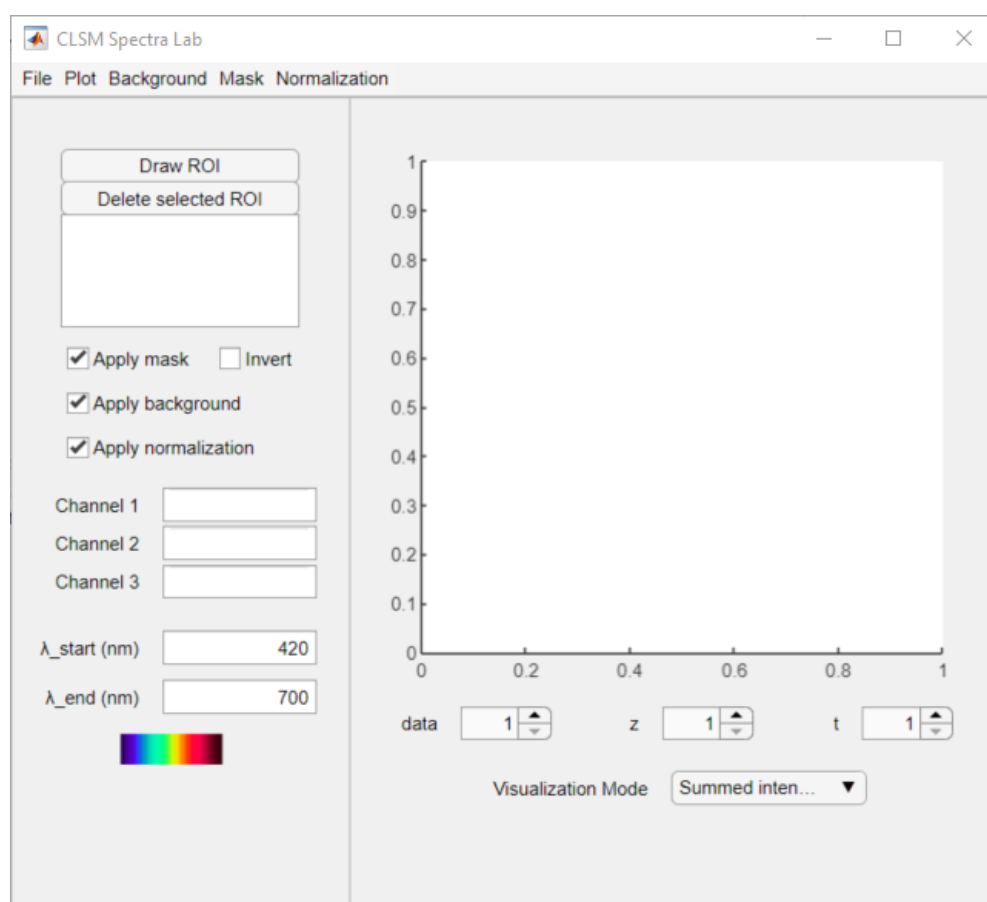 CLSM Spectra Lab
File Plot Background Mask Normalization
Draw ROI
Delete selected ROI
Apply mask Invert
Apply background
Apply normalization
Channel 1
Channel 2
Channel 3
λ_start (nm) 420
λ_end (nm) 700
1
0.9
0.8
0.7
0.6
0.5
0.4
0.3
0.2
0.1
0
0 0.2 0.4 0.6 0.8 1
data 1 z 1 t 1
Visualization Mode Summed inten...